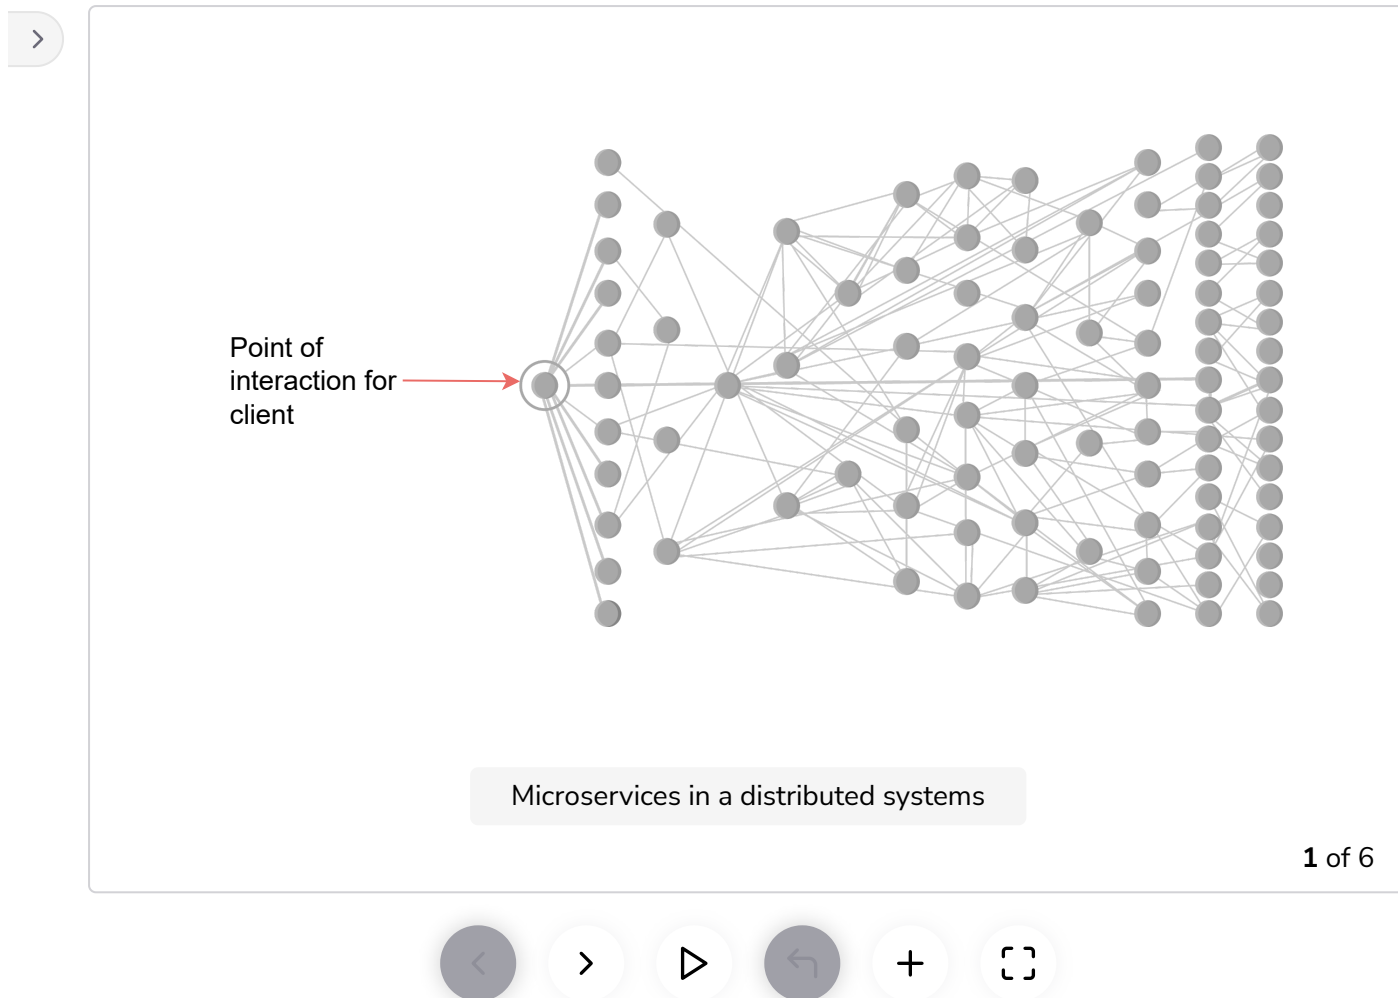 Point of
interaction for
client
Microservices in a distributed systems
1 of 6